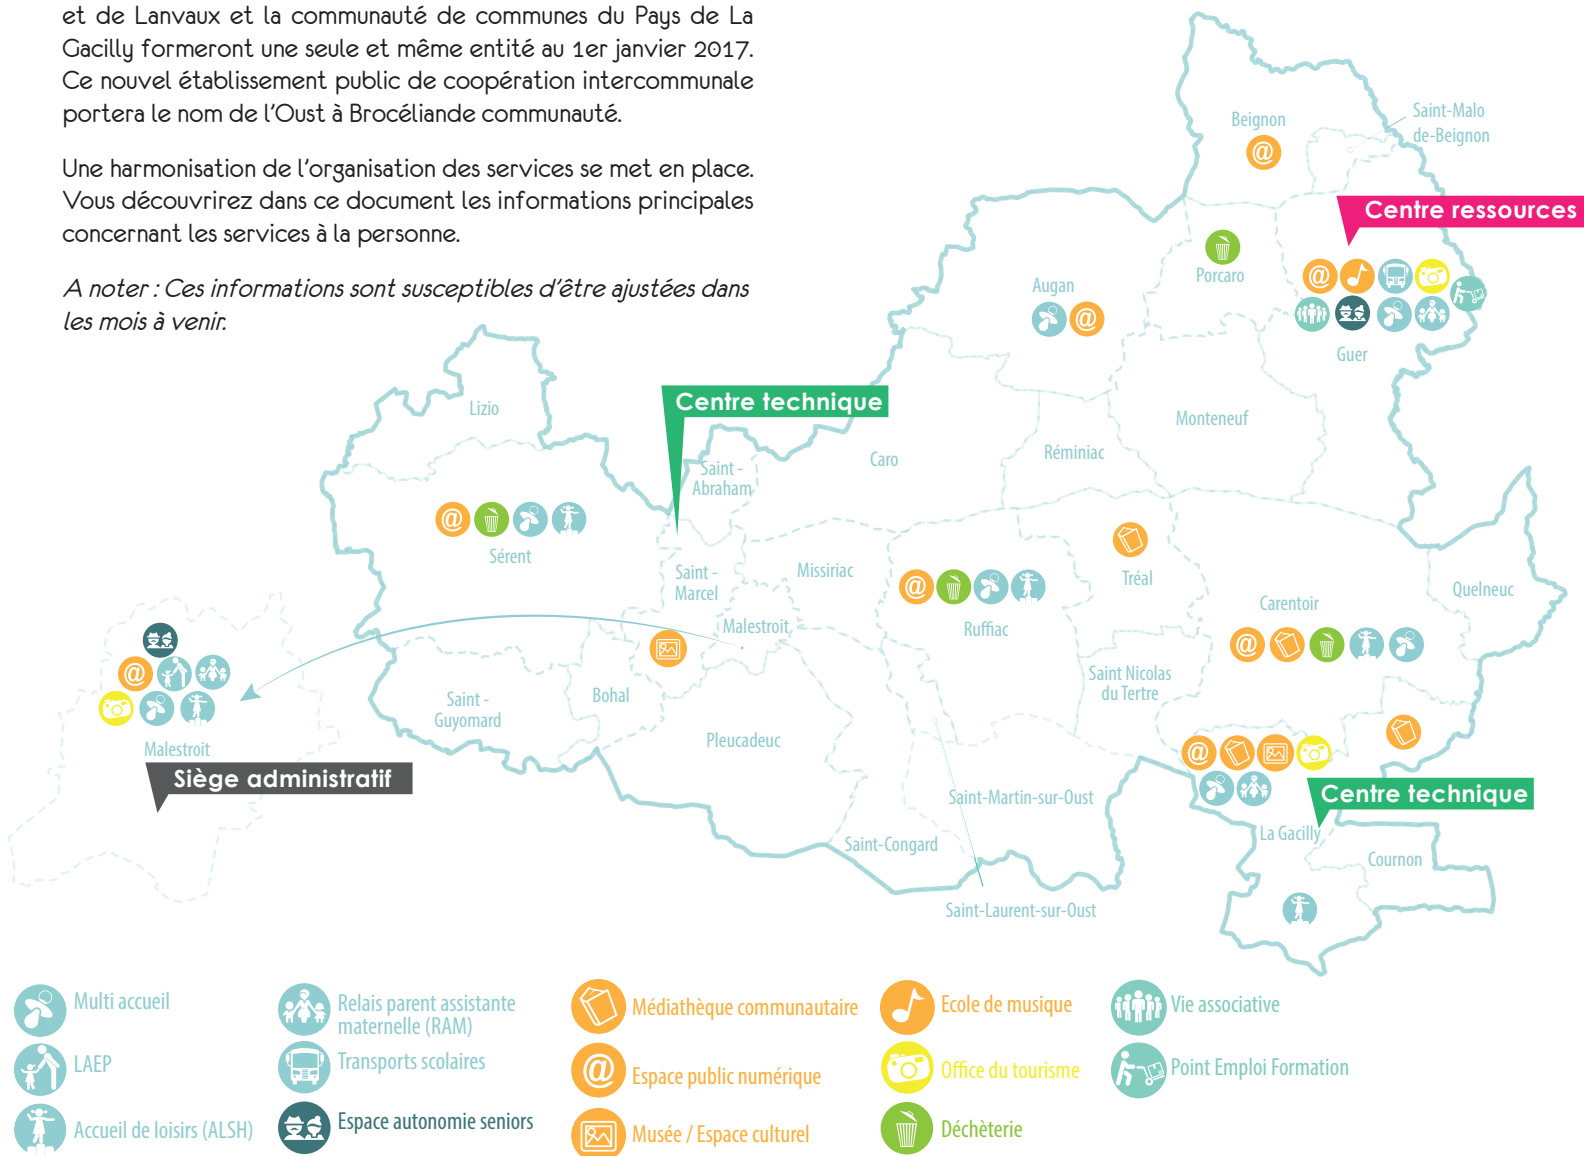 et de Lanvaux et la communauté de communes du Pays de La
Gacilly formeront une seule et même entité au 1er janvier 2017.
Ce nouvel établissement public de coopération intercommunale
portera le nom de l'Oust à Brocéliande communauté.
Une harmonisation de l'organisation des services se met en place.
Vous découvrirez dans ce document les informations principales
concernant les services à la personne.
A noter : Ces informations sont susceptibles d'être ajustées dans
les mois à venir.
Beignon
@
Saint-Malo
de-Beignon
Centre ressources
Porcaro
Augan
@
@
Guer
Lizio
Centre technique
Saint -
Abraham
Caro
Réminiac
Monteneuf
@
Sérent
Saint -
Marcel
Missiriac
Malestroit
@
Ruffiac
Tréal
Carentoir
@
Quelneuc
Saint Nicolas
du Tertre
@
Malestroit
Siège administratif
Saint -
Guyomard
Bohal
Pleucadeuc
@
Centre technique
Saint-Martin-sur-Oust
La Gacilly
Saint-Congard
Cournon
Saint-Laurent-sur-Oust
Multi accueil
LAEP
Accueil de loisirs (ALSH)
Relais parent assistante
maternelle (RAM)
Transports scolaires
Espace autonomie seniors
Médiathèque communautaire
@ Espace public numérique
Musée / Espace culturel
Ecole de musique
Office du tourisme
Déchèterie
Vie associative
Point Emploi Formation